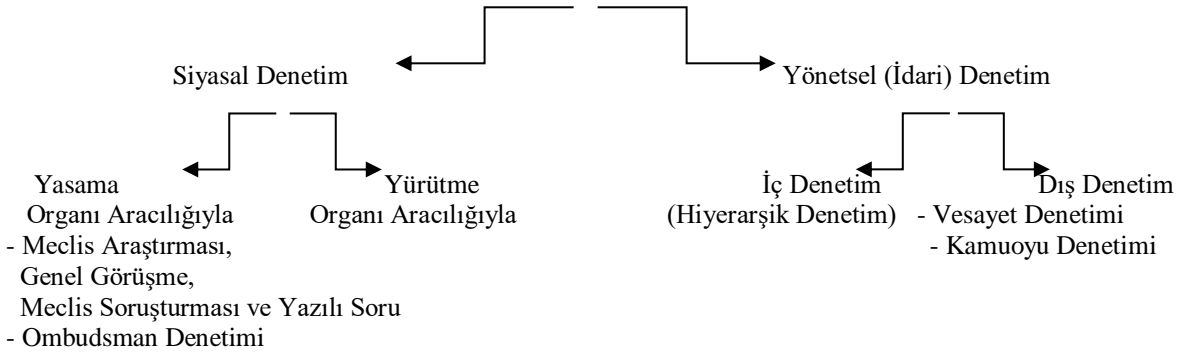 Siyasal Denetim
Yönetsel (İdari) Denetim
Yasama
Organı Aracılığıyla
- Meclis Araştırması,
Genel Görüşme,
Meclis Soruşturması ve Yazılı Soru
- Ombudsman Denetimi
Yürütme
Organı Aracılığıyla
İç Denetim
(Hiyerarşik Denetim)
Dış Denetim
- Vesayet Denetimi
- Kamuoyu Denetimi